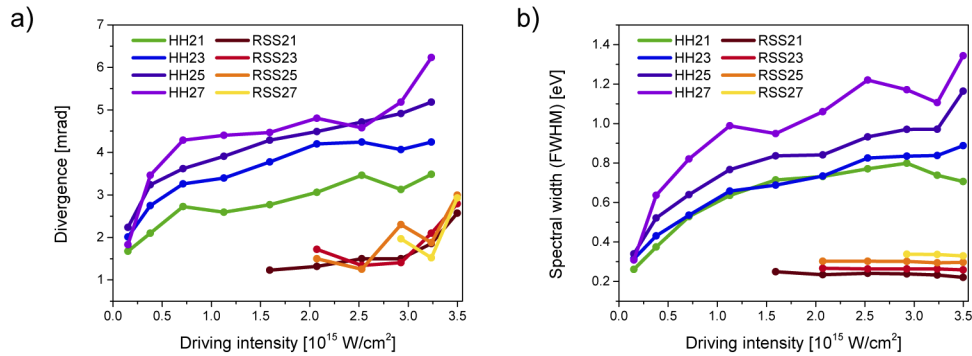 a)
Divergence [mrad]
7
6
5
4
3
2
1
0
HH21
HH23
HH25
HH27
RSS21
RSS23
RSS25
RSS27
0.0 0.5 1.0 1.5 2.0 2.5 3.0 3.5
Driving intensity [10¹⁵ W/cm²]
b)
Spectral width (FWHM) [eV]
1.4
1.2
1.0
0.8
0.6
0.4
0.2
HH21
HH23
HH25
HH27
RSS21
RSS23
RSS25
RSS27
0.0 0.5 1.0 1.5 2.0 2.5 3.0 3.5
Driving intensity [10¹⁵ W/cm²]